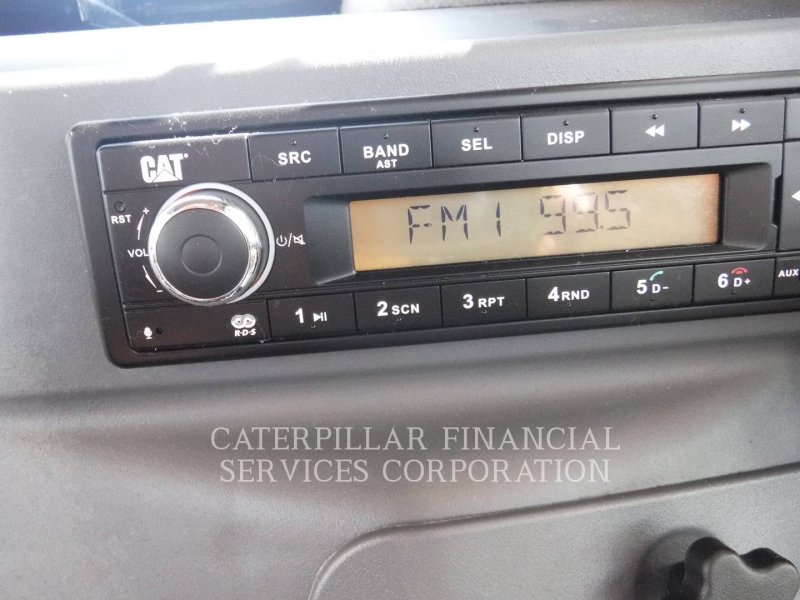 CAT®
SRC
BAND
AST
SEL
DISP
RST
+
VOL
-
FM1 99.5
1
2 SCN
3 RPT
4 RND
5 D-
6 D+
AUX
R·D·S
CATERPILLAR FINANCIAL
SERVICES CORPORATION